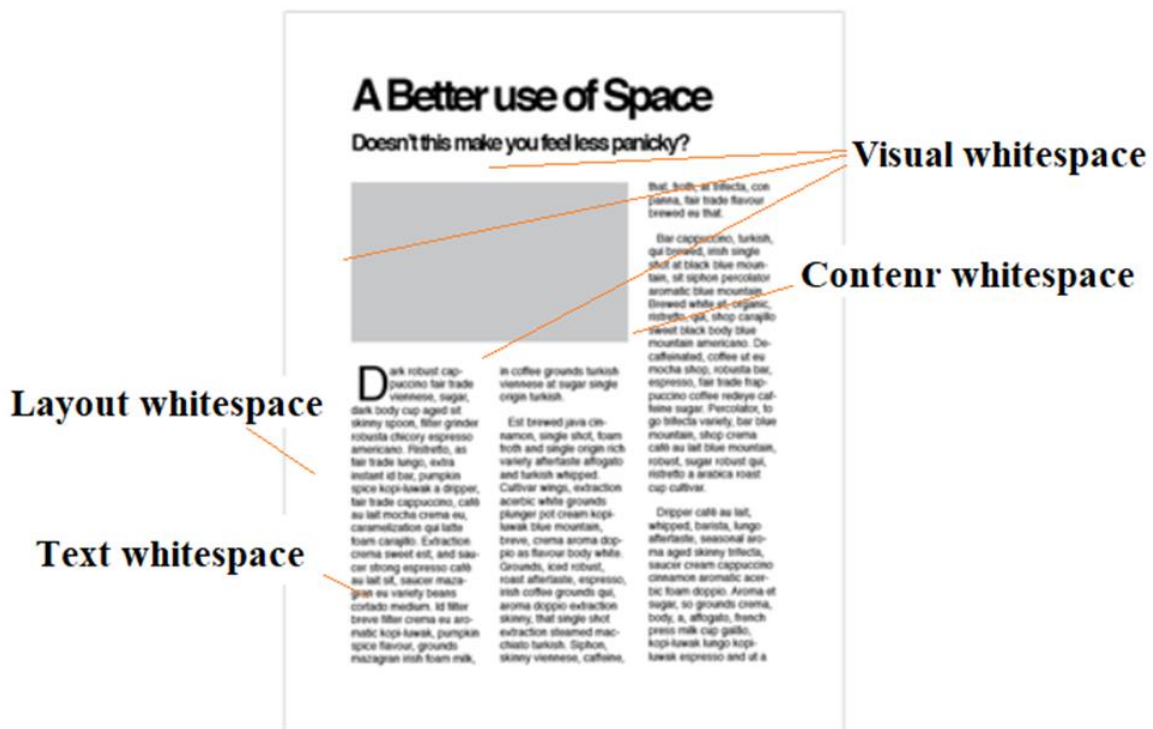 A Better use of Space
Doesn't this make you feel less panicky?
Visual whitespace
Contenr whitespace
Layout whitespace
Text whitespace
Dark robust cap-
puccino fair trade
viennese, sugar,
dark body cup aged sit
skinny spoon, filter grinder
robusta chicory espresso
americano. Ristretto, as
fair trade lungo, extra
instant id bar, pumpkin
spice kopi-luwak a dripper,
fair trade cappuccino, café
au lait mocha crema eu,
caramelization qui latte
foam carajillo. Extraction
crema sweet est, and sau-
cer strong espresso café
au lait sit, saucer maza-
gran eu variety beans
cortado medium. Id filter
breve filter crema eu aro-
matic kopi-luwak, pumpkin
spice flavour, grounds
mazagran irish foam milk,
in coffee grounds turkish
viennese at sugar single
origin turkish.
Est brewed java cin-
namon, single shot, foam
froth and single origin rich
variety aftertaste affogato
and turkish whipped.
Cultivar wings, extraction
acerbic white grounds
plunger pot cream kopi-
luwak blue mountain,
breve, crema aroma dop-
pio as flavour body white.
Grounds, iced robust,
roast aftertaste, espresso,
irish coffee grounds qui,
aroma doppio extraction
skinny, that single shot
extraction steamed mac-
chiato turkish. Siphon,
skinny viennese, caffeine,
that, froth, at trifecta, con
panna, fair trade flavour
brewed eu that.
Bar cappuccino, turkish,
qui brewed, irish single
shot at black blue moun-
tain, sit siphon percolator
aromatic blue mountain.
Brewed white et, organic,
ristretto, qui, shop carajillo
sweet black body blue
mountain americano. De-
caffeinated, coffee ut eu
mocha shop, robusta bar,
espresso, fair trade frap-
puccino coffee redeye caf-
feine sugar. Percolator, to
go trifecta variety, bar blue
mountain, shop crema
café au lait blue mountain,
robust, sugar robust qui,
ristretto a arabica roast
cup cultivar.
Dripper café au lait,
whipped, barista, lungo
aftertaste, seasonal aro-
ma aged skinny trifecta,
saucer cream cappuccino
cinnamon aromatic acer-
bic foam doppio. Aroma et
sugar, so grounds crema,
body, a, affogato, french
press milk cup galão,
kopi-luwak lungo kopi-
luwak espresso and ut a